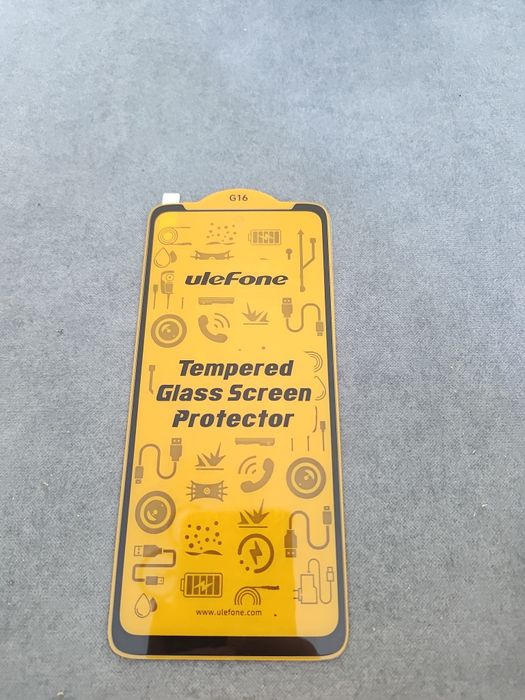 G16
ulefone
Tempered
Glass Screen
Protector
www.ulefone.com